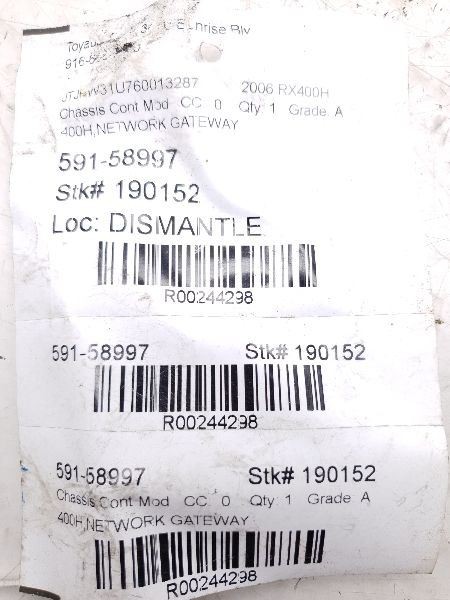 Sunrise Blv
2006 RX400H
Chassis Cont Mod CC: 0 Qty: 1 Grade: A
400H,NETWORK GATEWAY
591-58997
Stk# 190152
Loc: DISMANTLE
R00244298
591-58997 Stk# 190152
R00244298
591-58997 Stk# 190152
Chassis Cont Mod CC: 0 Qty: 1 Grade: A
400H,NETWORK GATEWAY
R00244298